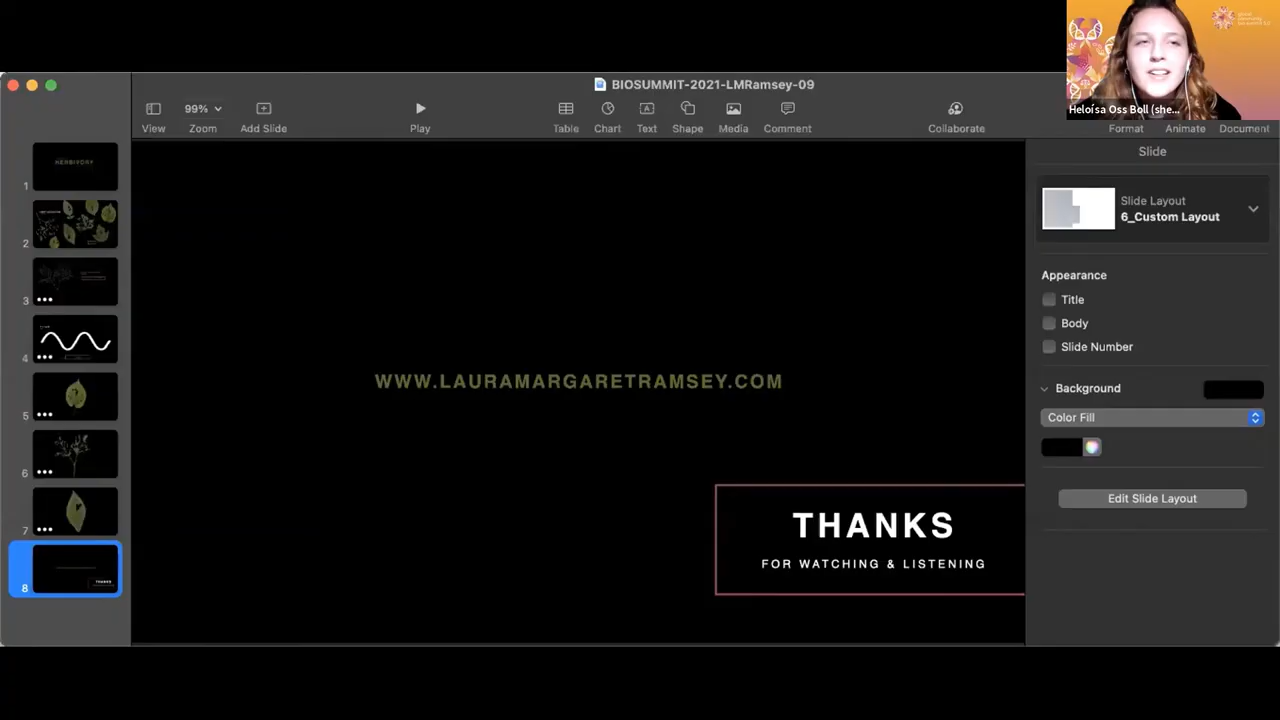 BIOSUMMIT-2021-LMRamsey-09
99%
View
Zoom
Add Slide
Play
Table
Chart
Text
Shape
Media
Comment
Collaborate
Format
Animate
Document
Heloísa Oss Boll (she...
1
HERBIVORY
2
3
4
5
6
7
8
THANKS
WWW.LAURAMARGARETRAMSEY.COM
THANKS
FOR WATCHING & LISTENING
Slide
Slide Layout
6_Custom Layout
Appearance
Title
Body
Slide Number
Background
Color Fill
Edit Slide Layout